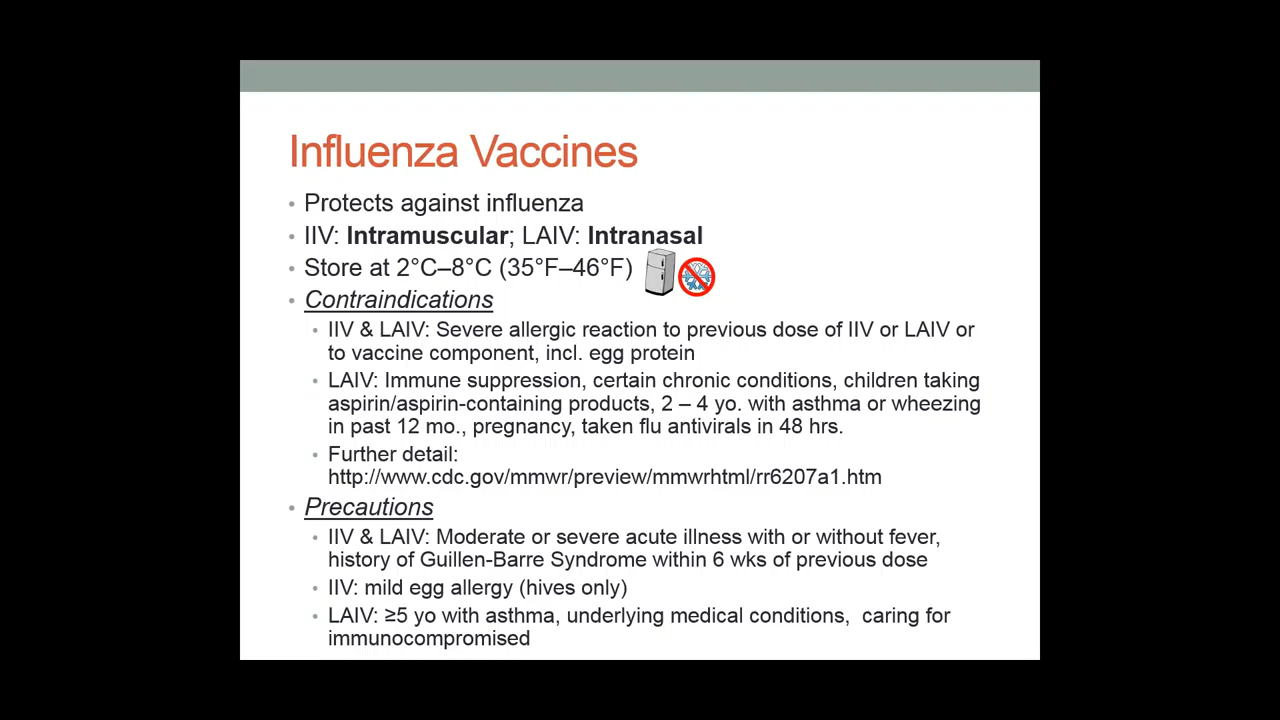 Influenza Vaccines
• Protects against influenza
• IIV: Intramuscular; LAIV: Intranasal
• Store at 2°C–8°C (35°F–46°F)
• Contraindications
• IIV & LAIV: Severe allergic reaction to previous dose of IIV or LAIV or
to vaccine component, incl. egg protein
• LAIV: Immune suppression, certain chronic conditions, children taking
aspirin/aspirin-containing products, 2 – 4 yo. with asthma or wheezing
in past 12 mo., pregnancy, taken flu antivirals in 48 hrs.
• Further detail:
http://www.cdc.gov/mmwr/preview/mmwrhtml/rr6207a1.htm
• Precautions
• IIV & LAIV: Moderate or severe acute illness with or without fever,
history of Guillen-Barre Syndrome within 6 wks of previous dose
• IIV: mild egg allergy (hives only)
• LAIV: ≥5 yo with asthma, underlying medical conditions,  caring for
immunocompromised